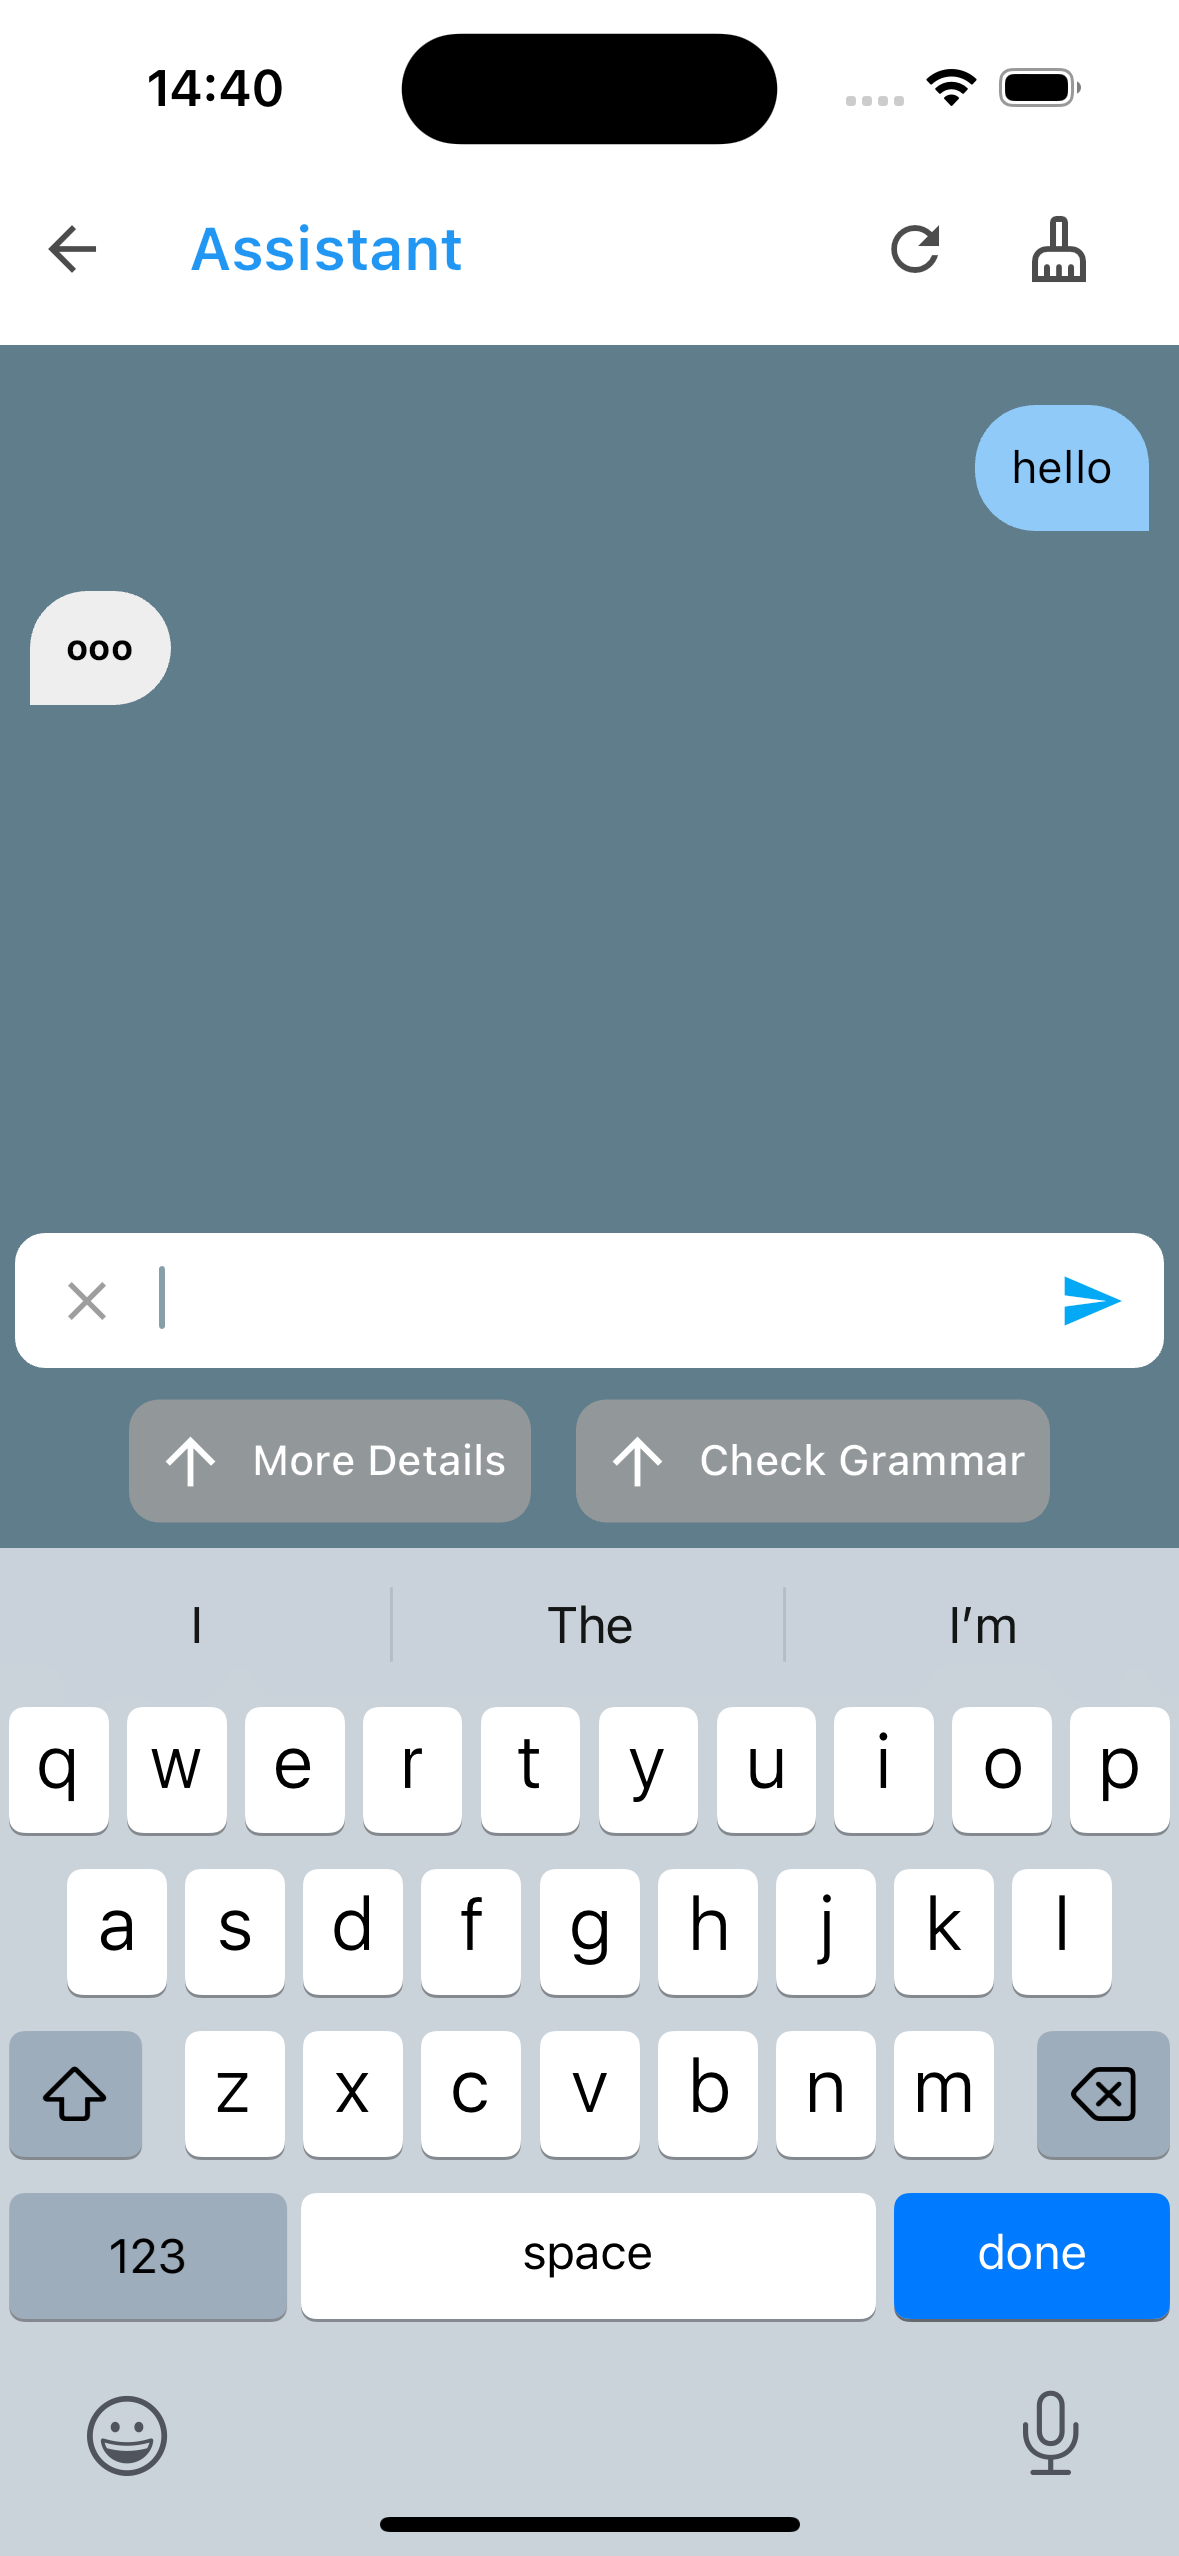 14:40
Assistant
hello
ooo
More Details
Check Grammar
I The I’m
q w e r t y u i o p
a s d f g h j k l
z x c v b n m
123 space done